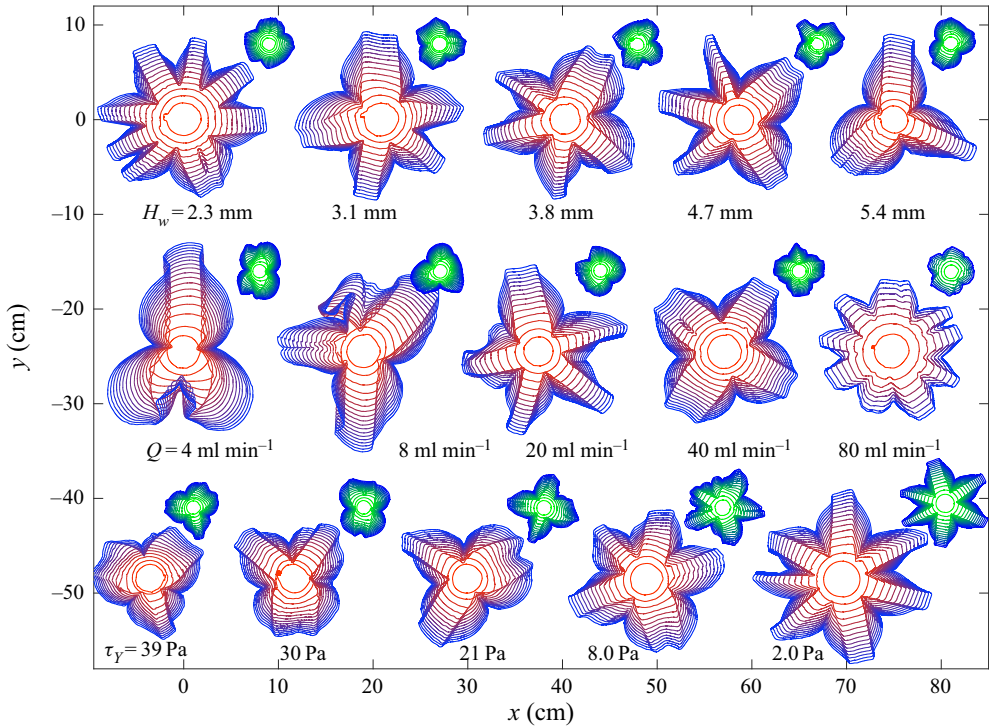 10
0
–10
H_w = 2.3 mm 3.1 mm 3.8 mm 4.7 mm 5.4 mm
–20
y (cm)
–30
Q = 4 ml min⁻¹ 8 ml min⁻¹ 20 ml min⁻¹ 40 ml min⁻¹ 80 ml min⁻¹
–40
–50
τ_Y = 39 Pa 30 Pa 21 Pa 8.0 Pa 2.0 Pa
0 10 20 30 40 50 60 70 80
x (cm)